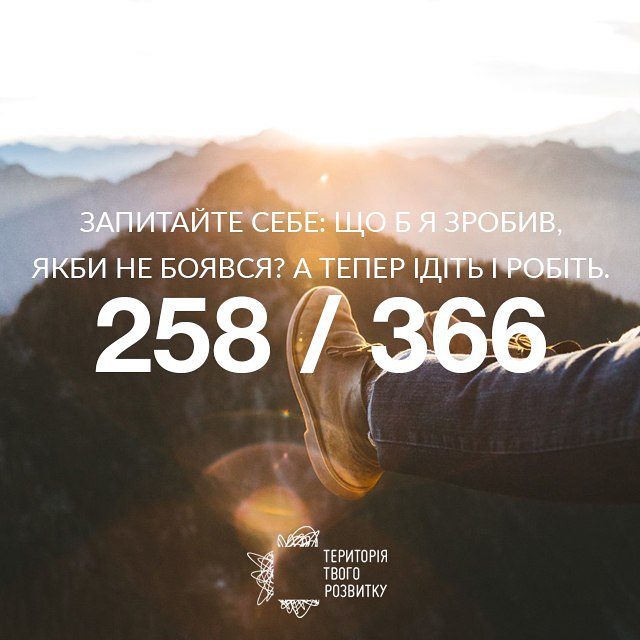 ЗАПИТАЙТЕ СЕБЕ: ЩО Б Я ЗРОБИВ,
ЯКБИ НЕ БОЯВСЯ? А ТЕПЕР ІДІТЬ І РОБІТЬ.
258 / 366
ТЕРИТОРІЯ
ТВОГО
РОЗВИТКУ